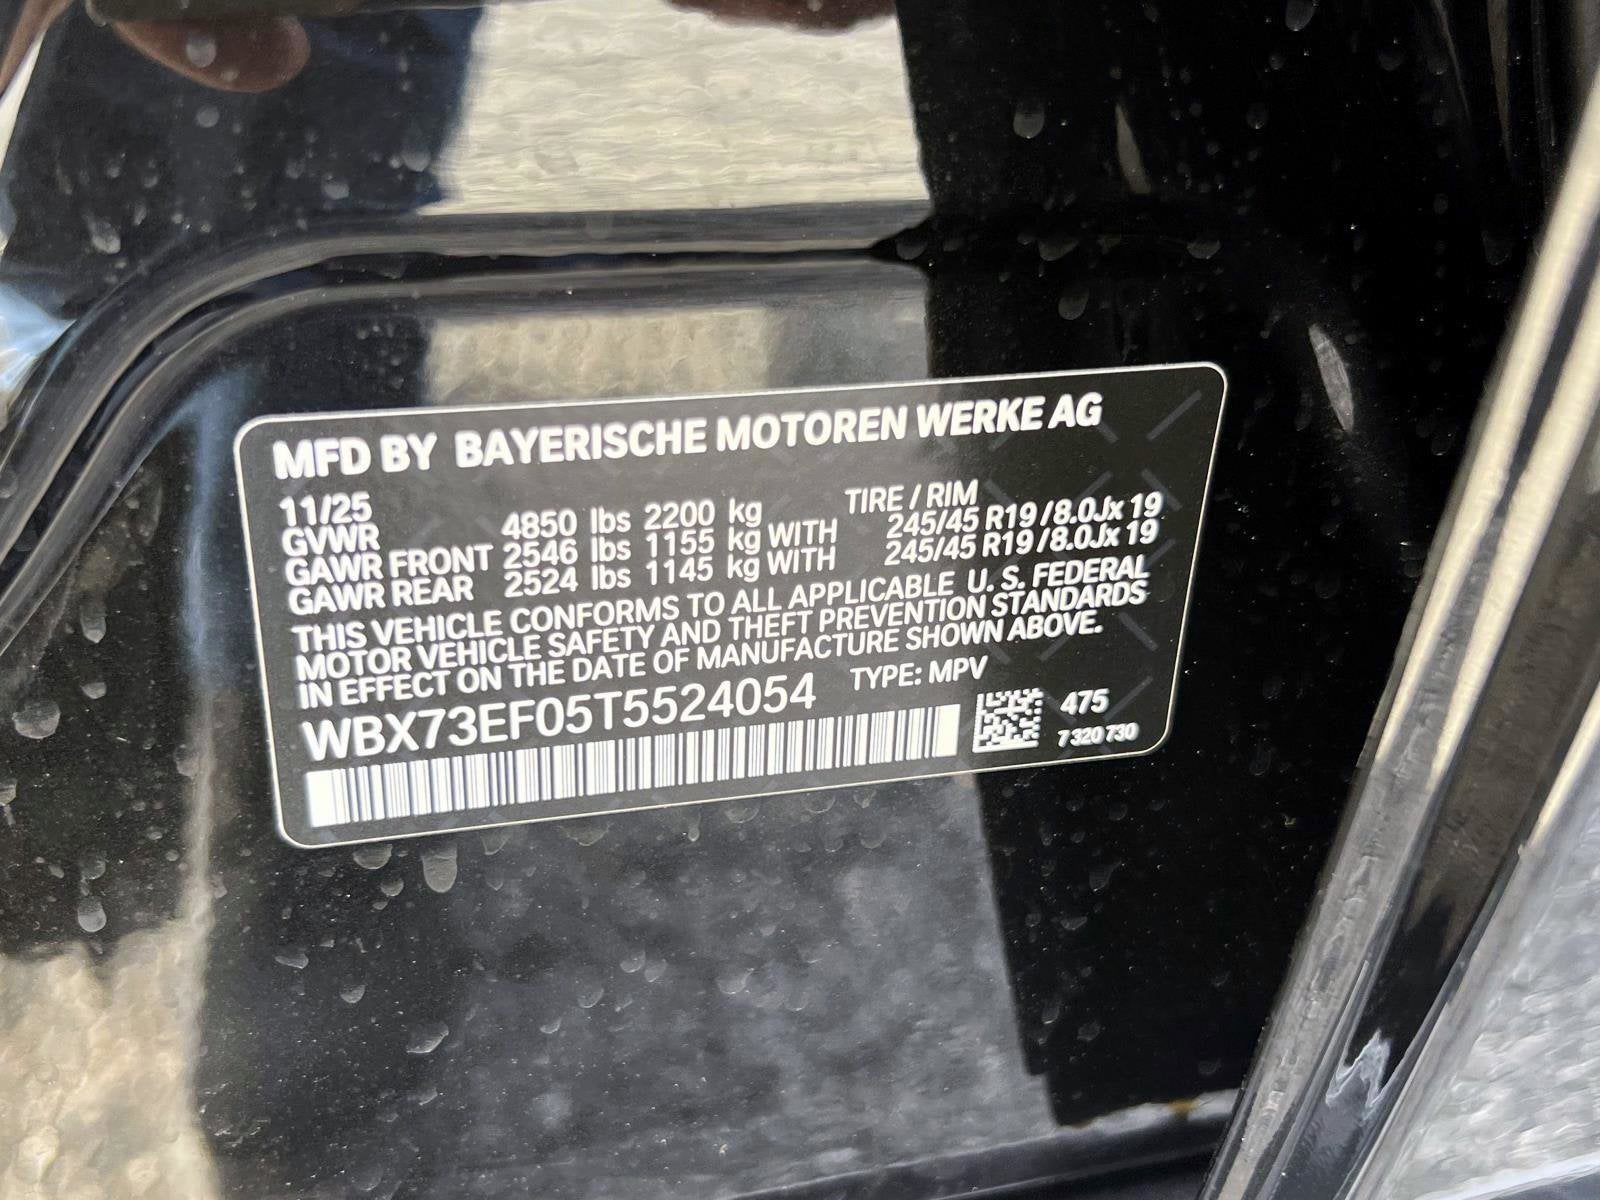 MFD BY BAYERISCHE MOTOREN WERKE AG
11/25 TIRE / RIM
GVWR 4850 lbs 2200 kg
GAWR FRONT 2546 lbs 1155 kg WITH 245/45 R19 /8.0Jx 19
GAWR REAR 2524 lbs 1145 kg WITH 245/45 R19 /8.0Jx 19
THIS VEHICLE CONFORMS TO ALL APPLICABLE U. S. FEDERAL
MOTOR VEHICLE SAFETY AND THEFT PREVENTION STANDARDS
IN EFFECT ON THE DATE OF MANUFACTURE SHOWN ABOVE.
WBX73EF05T5524054 TYPE: MPV
475
7 320 730